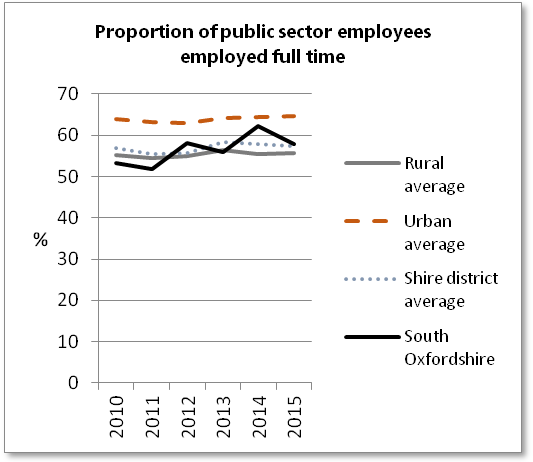 Proportion of public sector employees
employed full time
70
60
50
40
30
20
10
0
%
2010
2011
2012
2013
2014
2015
Rural
average
Urban
average
Shire district
average
South
Oxfordshire